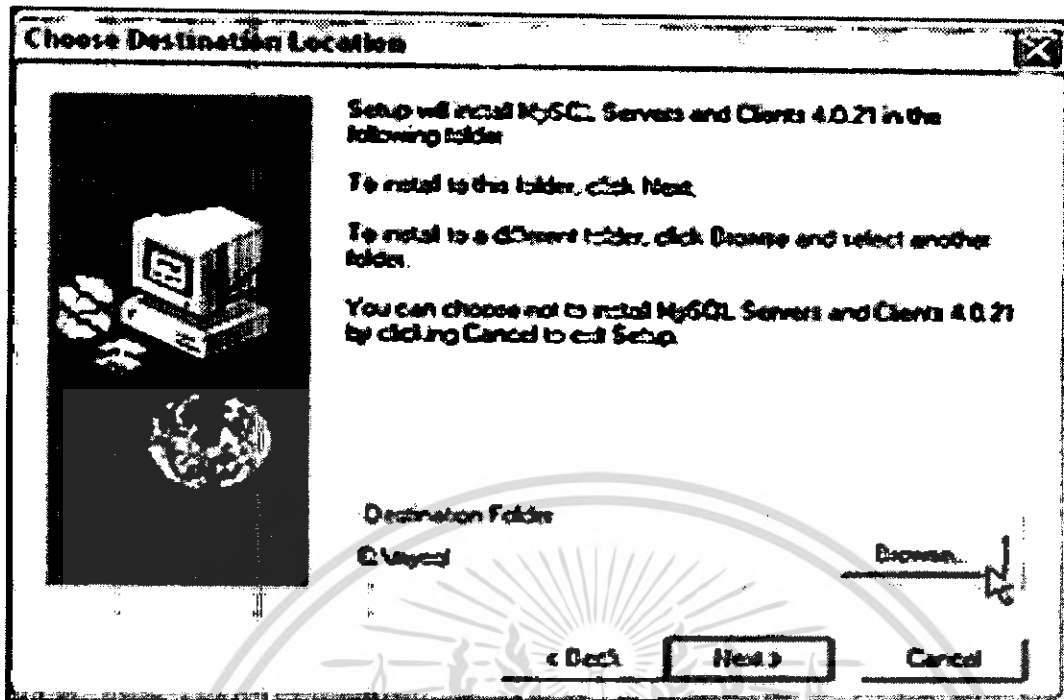 Choose Destination Location
Setup will install MySQL Servers and Clients 4.0.21 in the
following folder.
To install to this folder, click Next.
To install to a different folder, click Browse and select another
folder.
You can choose not to install MySQL Servers and Clients 4.0.21
by clicking Cancel to exit Setup.
Destination Folder
Browse...
< Back
Next >
Cancel